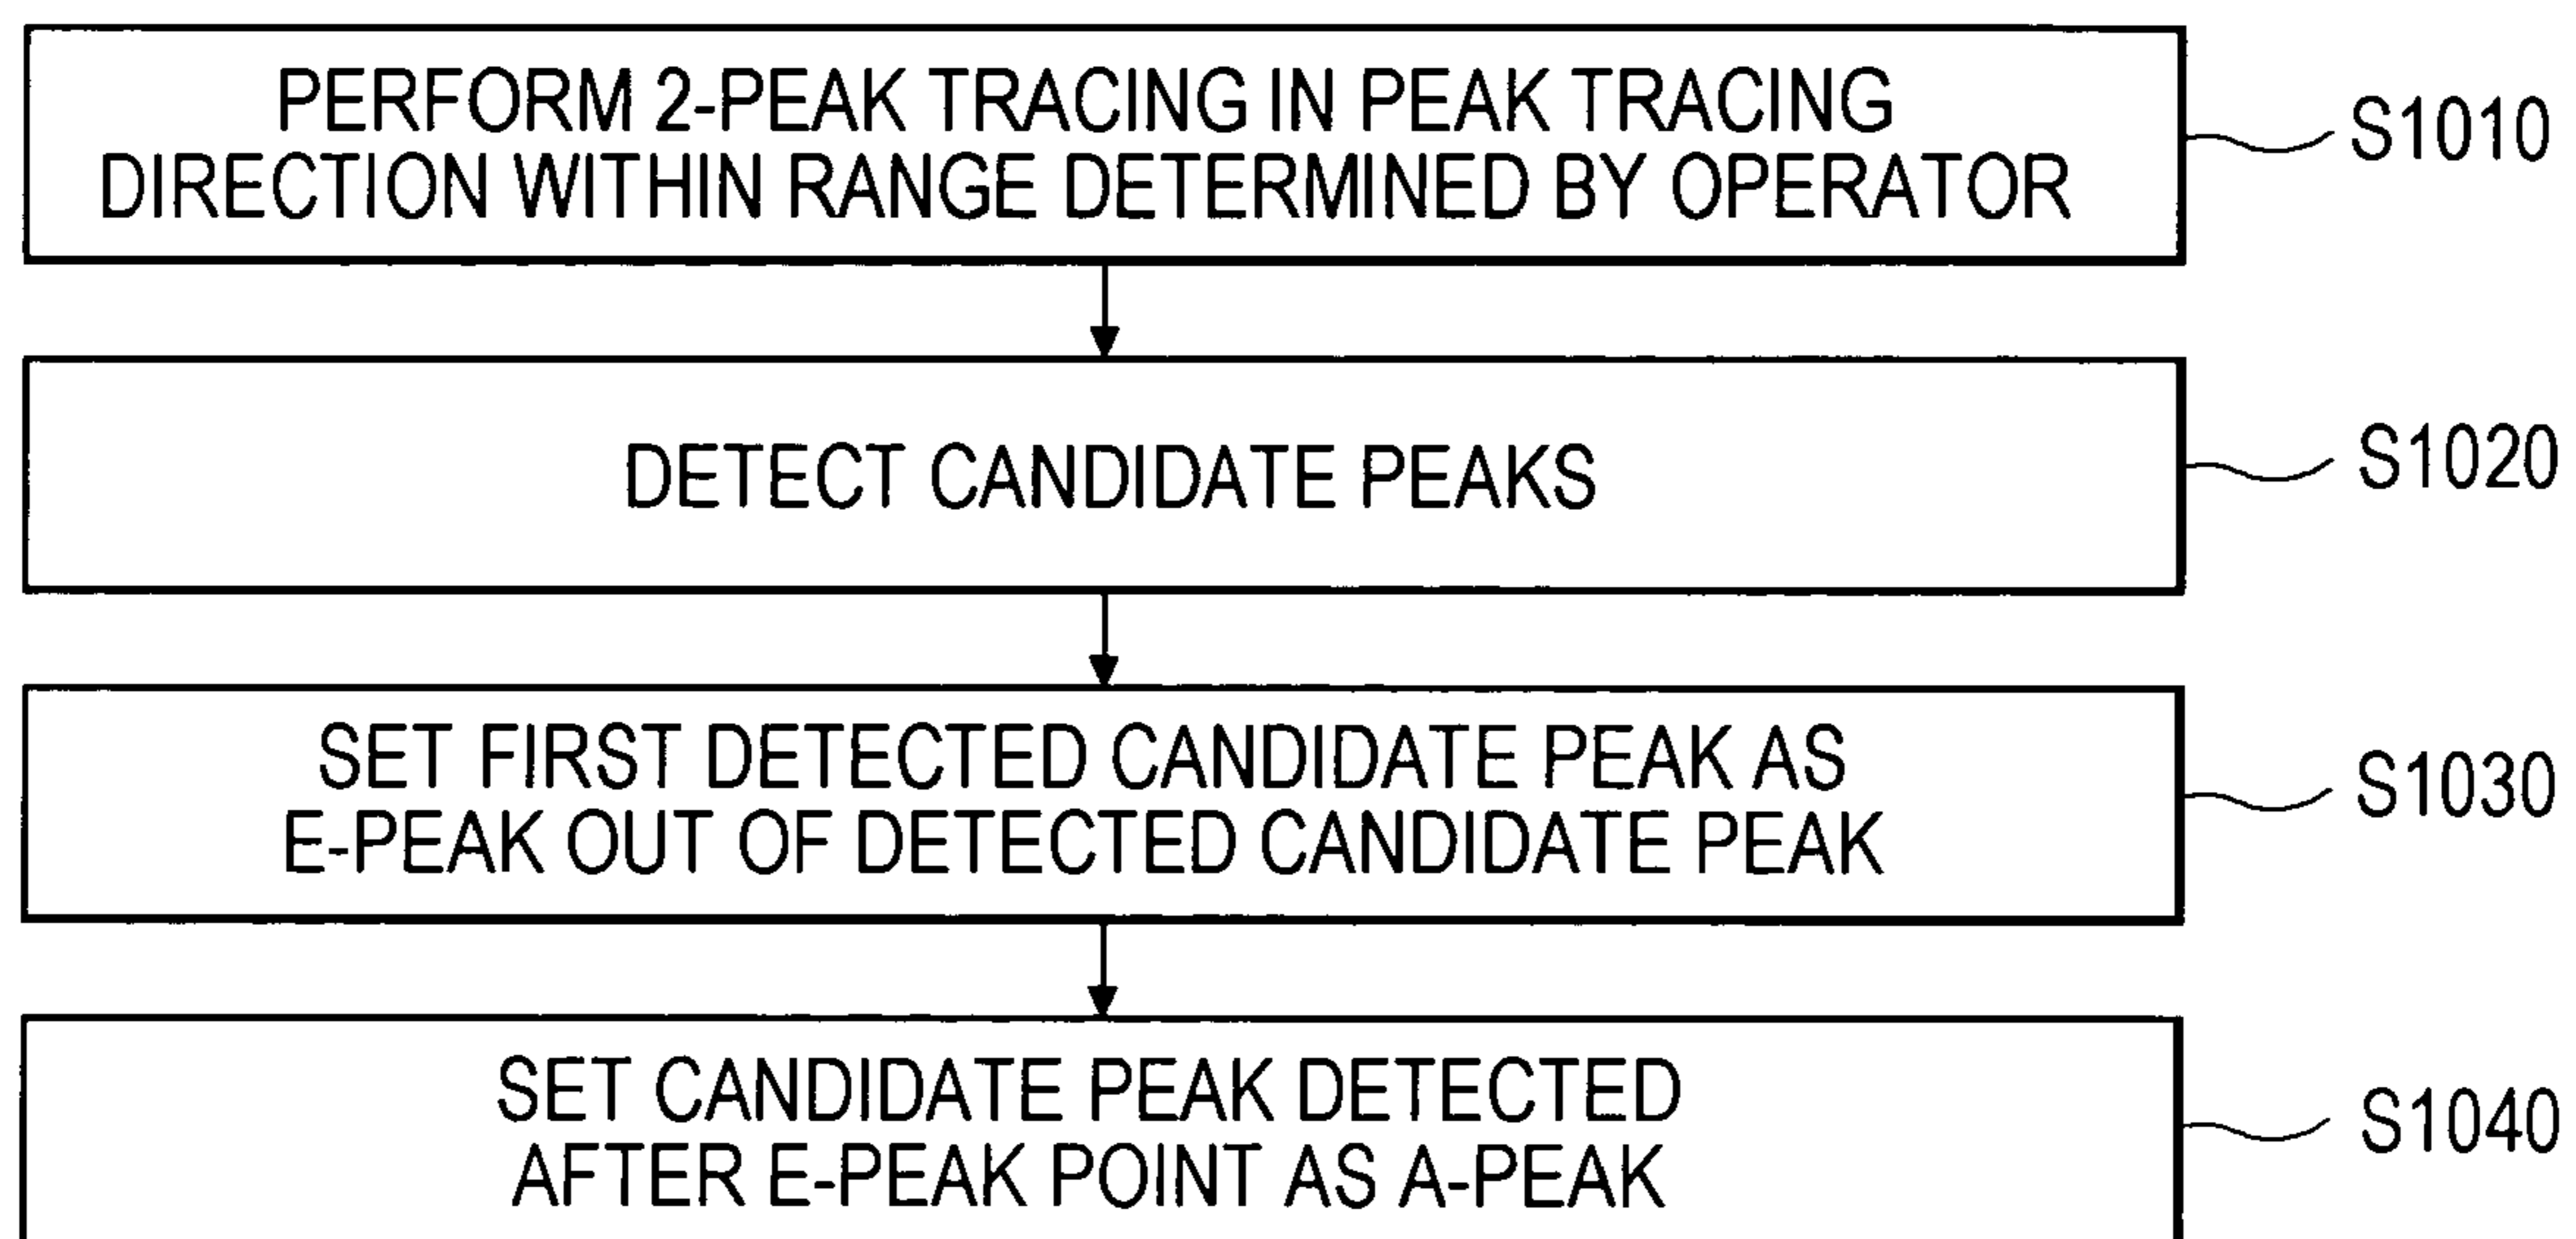 PERFORM 2-PEAK TRACING IN PEAK TRACING
DIRECTION WITHIN RANGE DETERMINED BY OPERATOR
S1010
DETECT CANDIDATE PEAKS
S1020
SET FIRST DETECTED CANDIDATE PEAK AS
E-PEAK OUT OF DETECTED CANDIDATE PEAK
S1030
SET CANDIDATE PEAK DETECTED
AFTER E-PEAK POINT AS A-PEAK
S1040